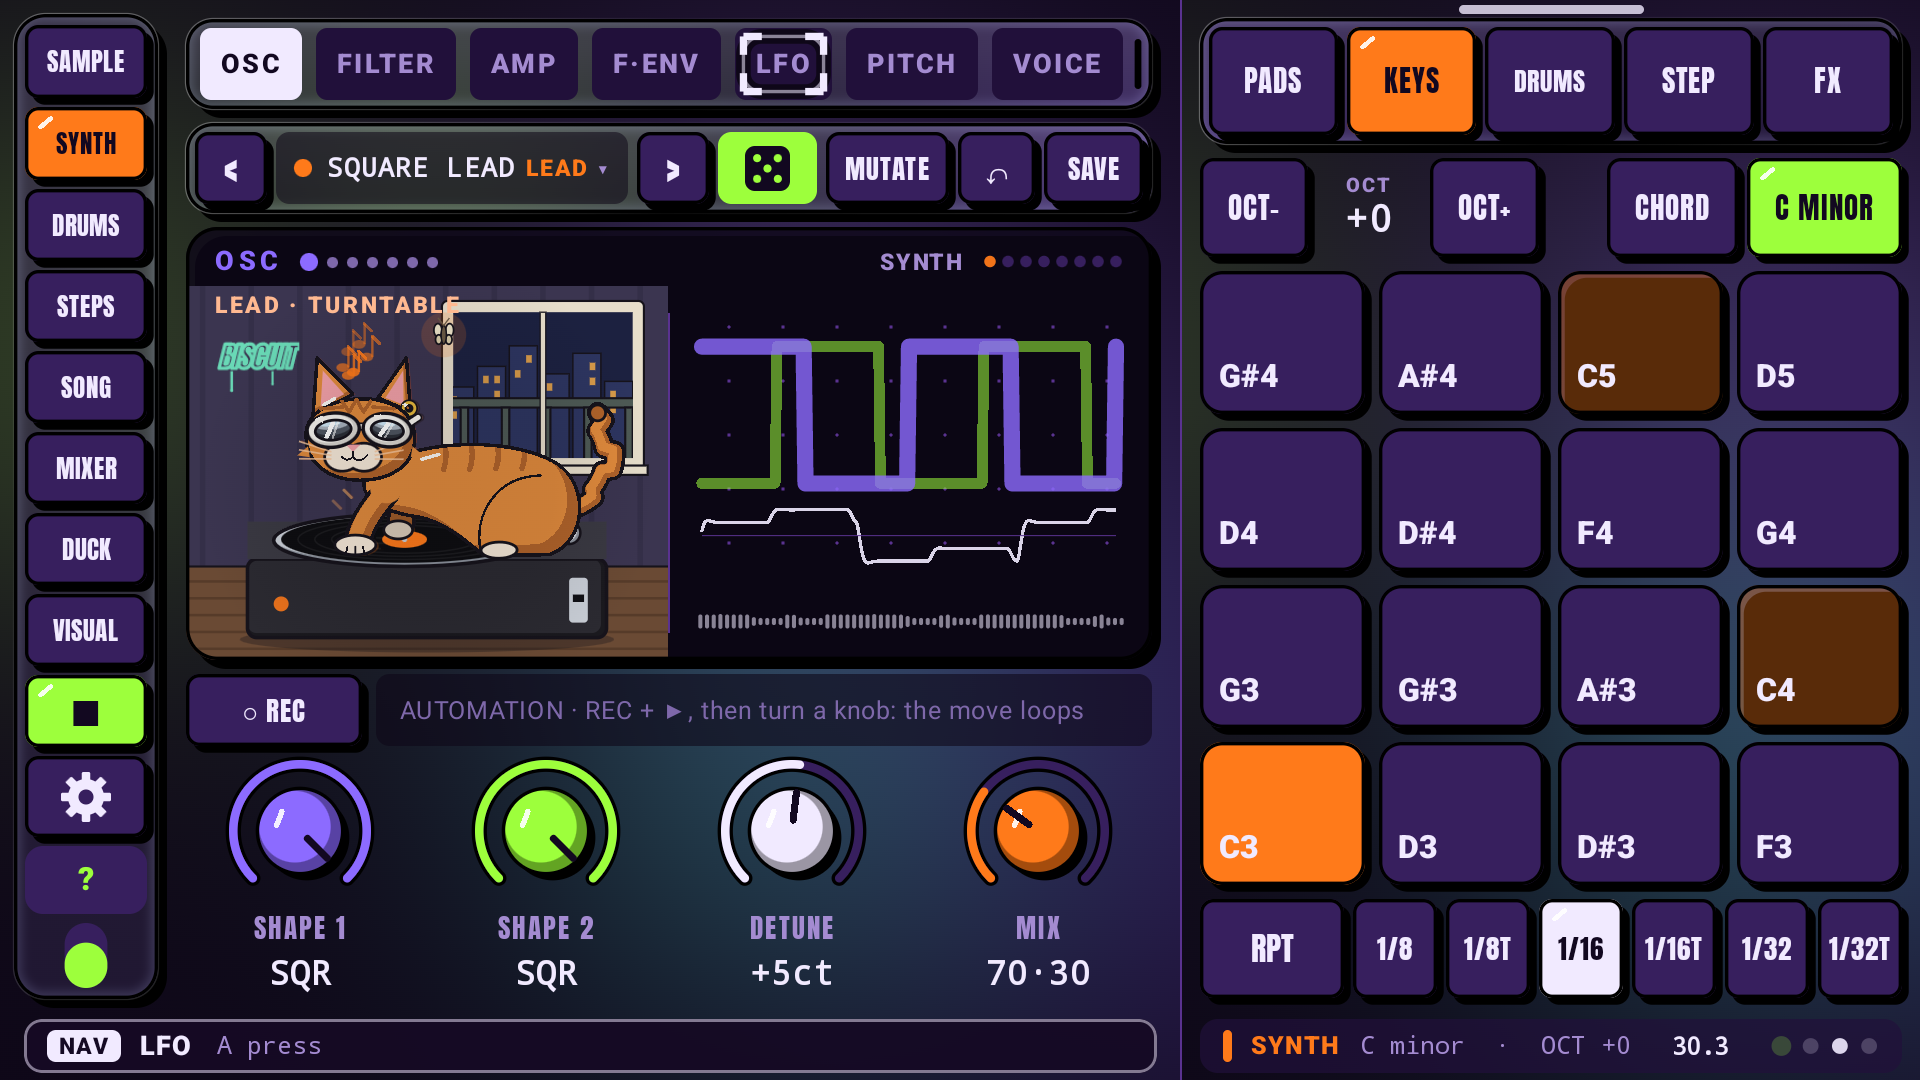 SAMPLE
SYNTH
DRUMS
STEPS
SONG
MIXER
DUCK
VISUAL
?
OSC FILTER AMP F·ENV LFO PITCH VOICE
< SQUARE LEAD LEAD ▾ > MUTATE SAVE
OSC SYNTH
LEAD · TURNTABLE
BISCUIT
○ REC AUTOMATION · REC + ▶, then turn a knob: the move loops
SHAPE 1 SHAPE 2 DETUNE MIX
SQR SQR +5ct 70·30
NAV LFO A press
PADS KEYS DRUMS STEP FX
OCT- OCT +0 OCT+ CHORD C MINOR
G#4 A#4 C5 D5
D4 D#4 F4 G4
G3 G#3 A#3 C4
C3 D3 D#3 F3
RPT 1/8 1/8T 1/16 1/16T 1/32 1/32T
SYNTH C minor · OCT +0 30.3